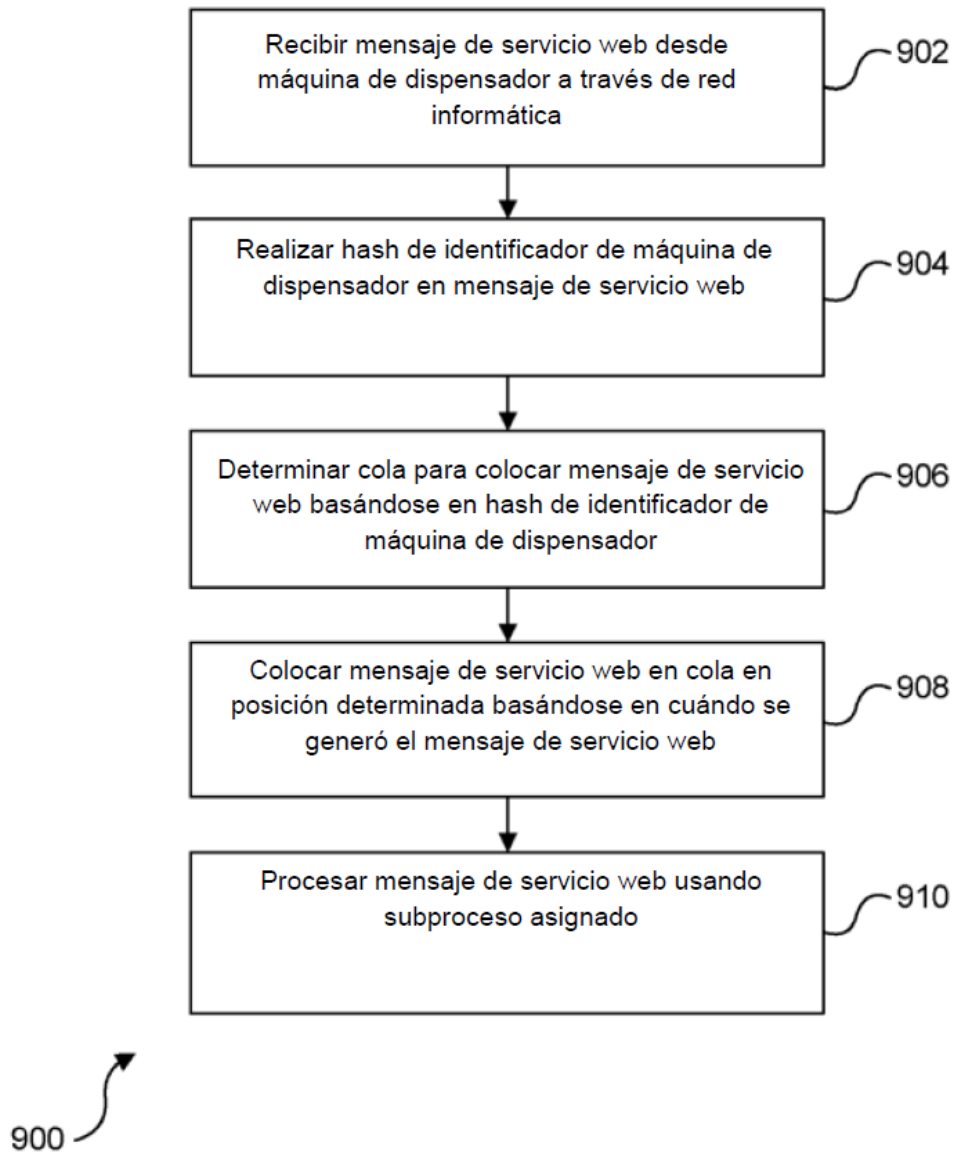 Recibir mensaje de servicio web desde
máquina de dispensador a través de red
informática
902
Realizar hash de identificador de máquina de
dispensador en mensaje de servicio web
904
Determinar cola para colocar mensaje de servicio
web basándose en hash de identificador de
máquina de dispensador
906
Colocar mensaje de servicio web en cola en
posición determinada basándose en cuándo se
generó el mensaje de servicio web
908
Procesar mensaje de servicio web usando
subproceso asignado
910
900